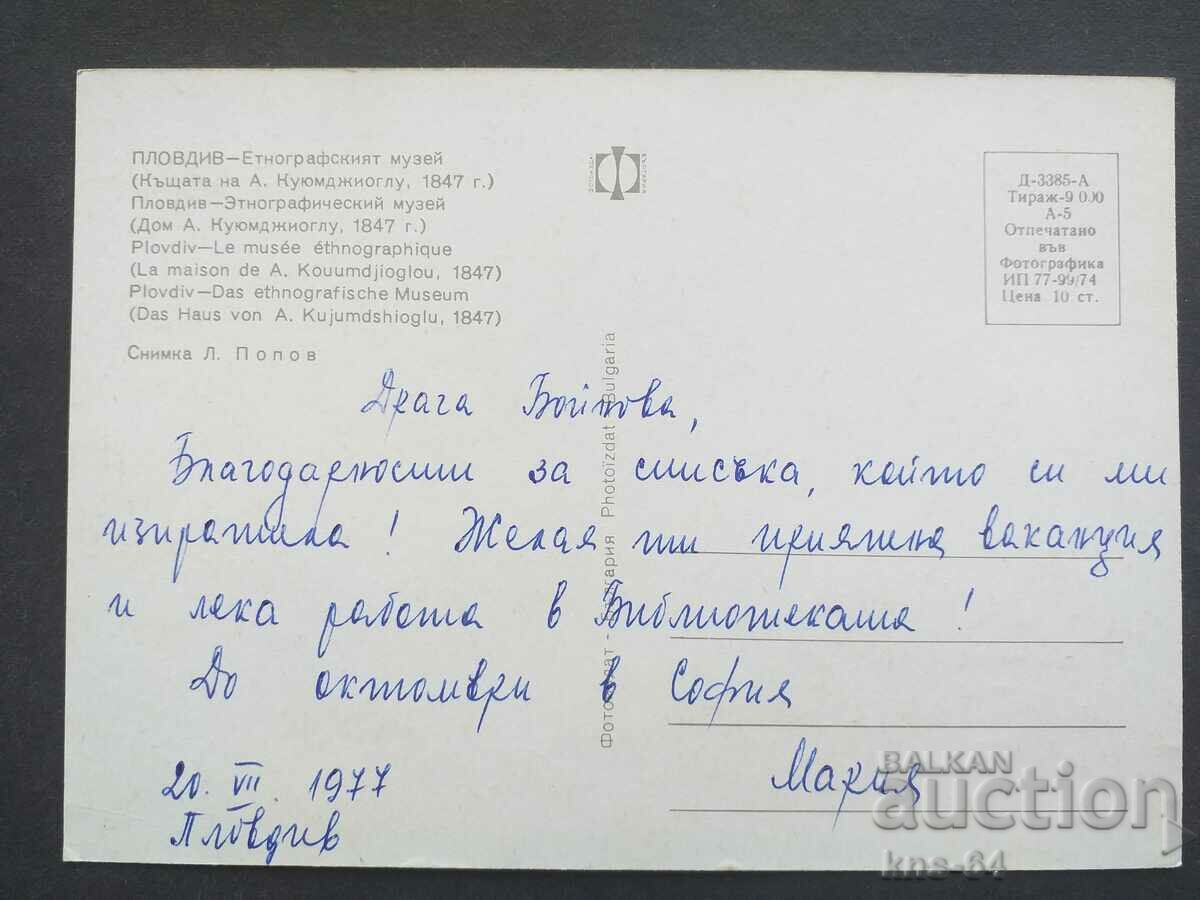 ПЛОВДИВ—Етнографският музей
(Къщата на А. Куюмджиоглу, 1847 г.)
Пловдив—Этнографический музей
(Дом А. Куюмджиоглу, 1847 г.)
Plovdiv—Le musée éthnographique
(La maison de A. Kouumdjioglou, 1847)
Plovdiv—Das ethnografische Museum
(Das Haus von A. Kujumdshioglu, 1847)
Снимка Л. Попов
Д-3385-А
Тираж-9 000
А-5
Отпечатано
във
Фотографика
ИП 77-99/74
Цена 10 ст.
Photoïzdat Bulgaria
Драга
Благодарности за списъка, който си ми
изпратила! Желая ти приятна ваканция
и лека работа в Библиотеката!
До октомври в София
Мария
20. VII. 1977
Пловдив
BALKAN
auction
kns-64